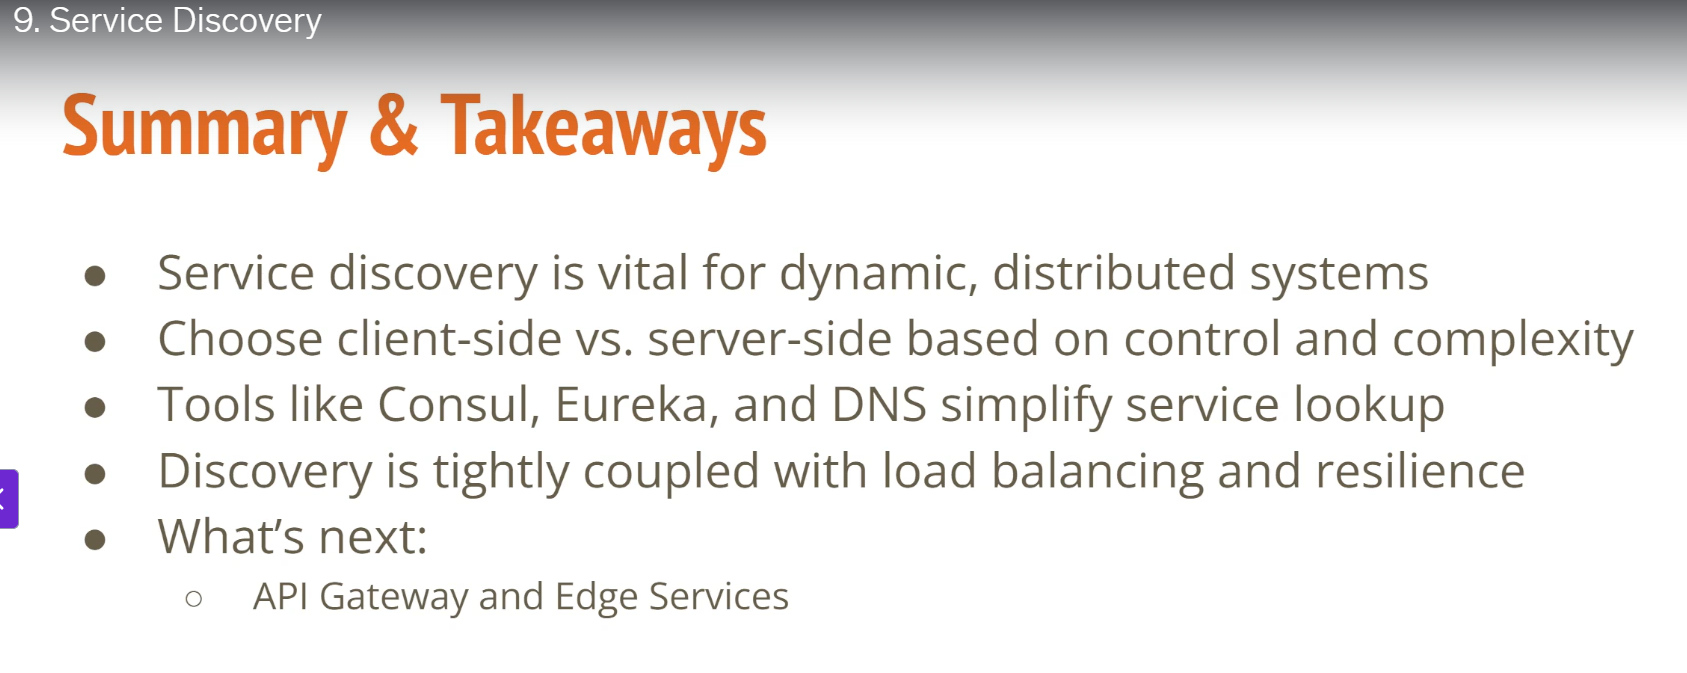 9. Service Discovery
Summary & Takeaways
● Service discovery is vital for dynamic, distributed systems
● Choose client-side vs. server-side based on control and complexity
● Tools like Consul, Eureka, and DNS simplify service lookup
● Discovery is tightly coupled with load balancing and resilience
● What’s next:
○ API Gateway and Edge Services